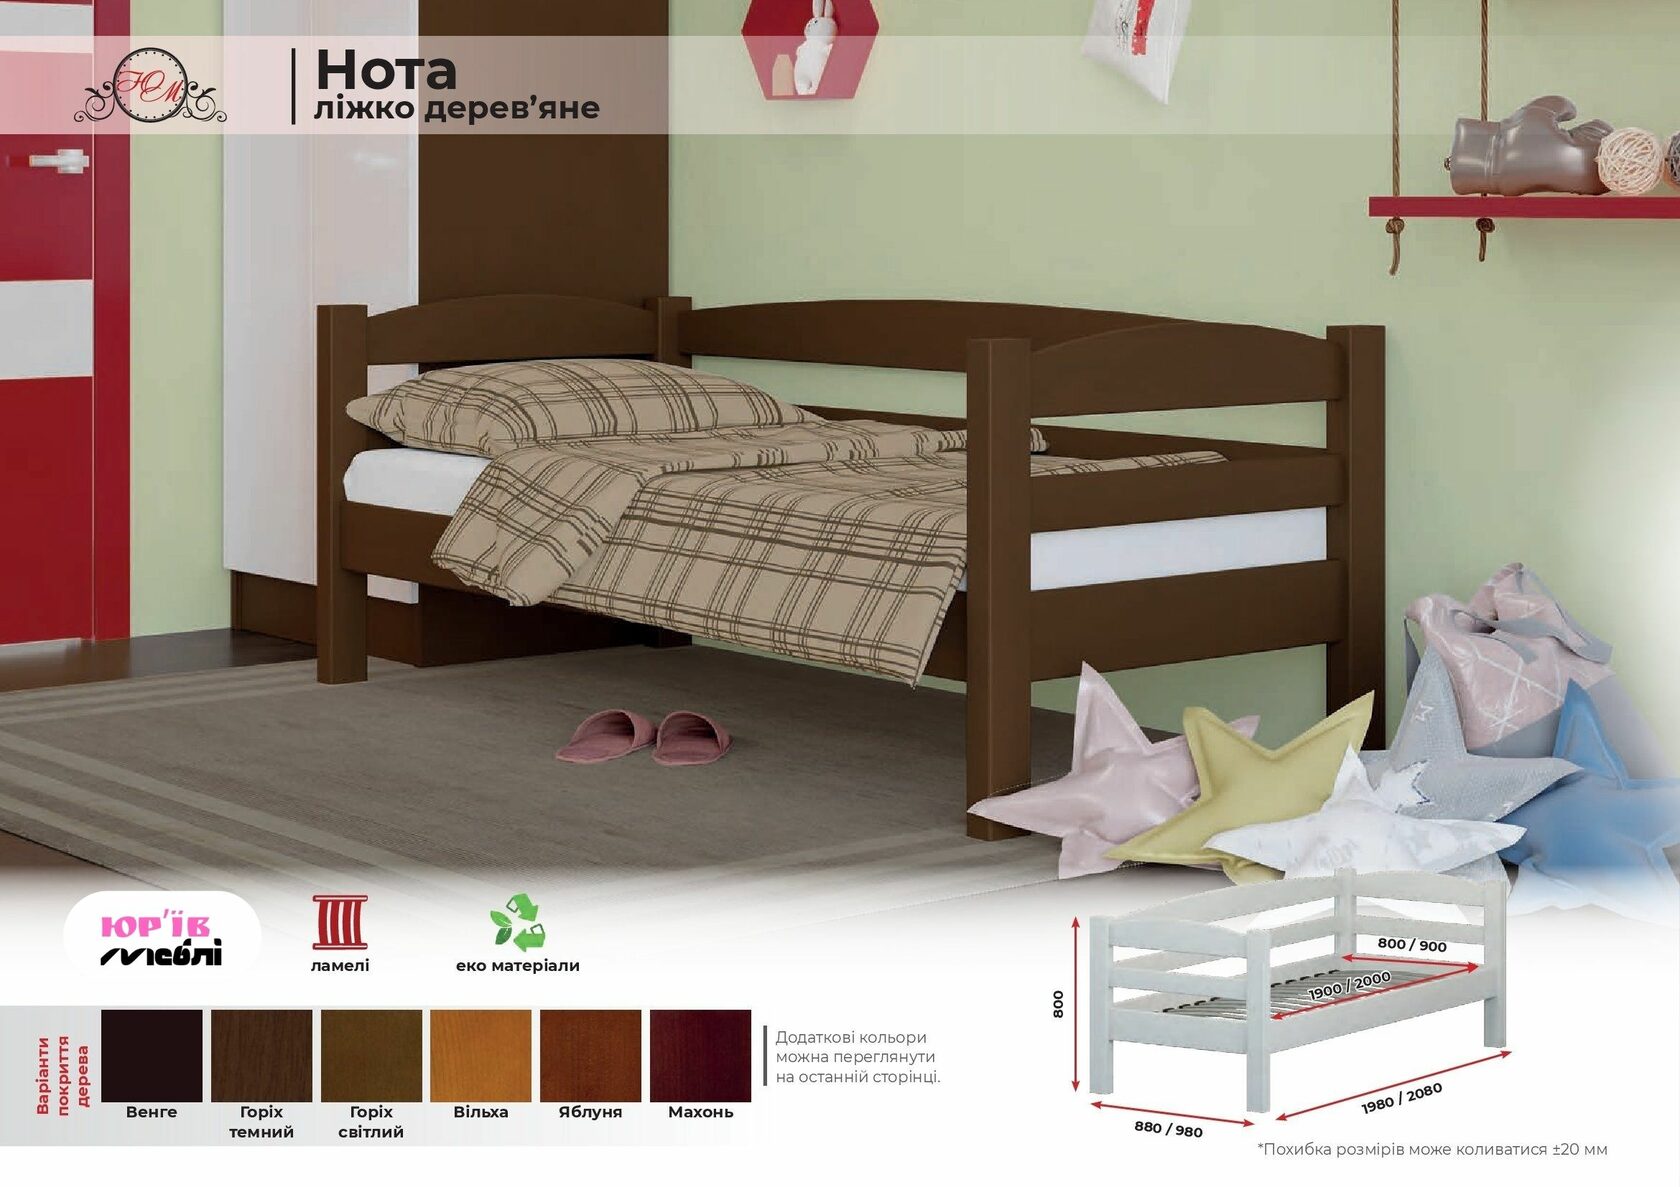 ЮМ
Нота
ліжко дерев’яне
ЮР’ЇВ
меблі
ламелі
еко матеріали
Варіанти
покриття
дерева
Венге
Горіх
темний
Горіх
світлий
Вільха
Яблуня
Махонь
Додаткові кольори
можна переглянути
на останній сторінці.
800
800 / 900
1900 / 2000
880 / 980
1980 / 2080
*Похибка розмірів може коливатися ±20 мм